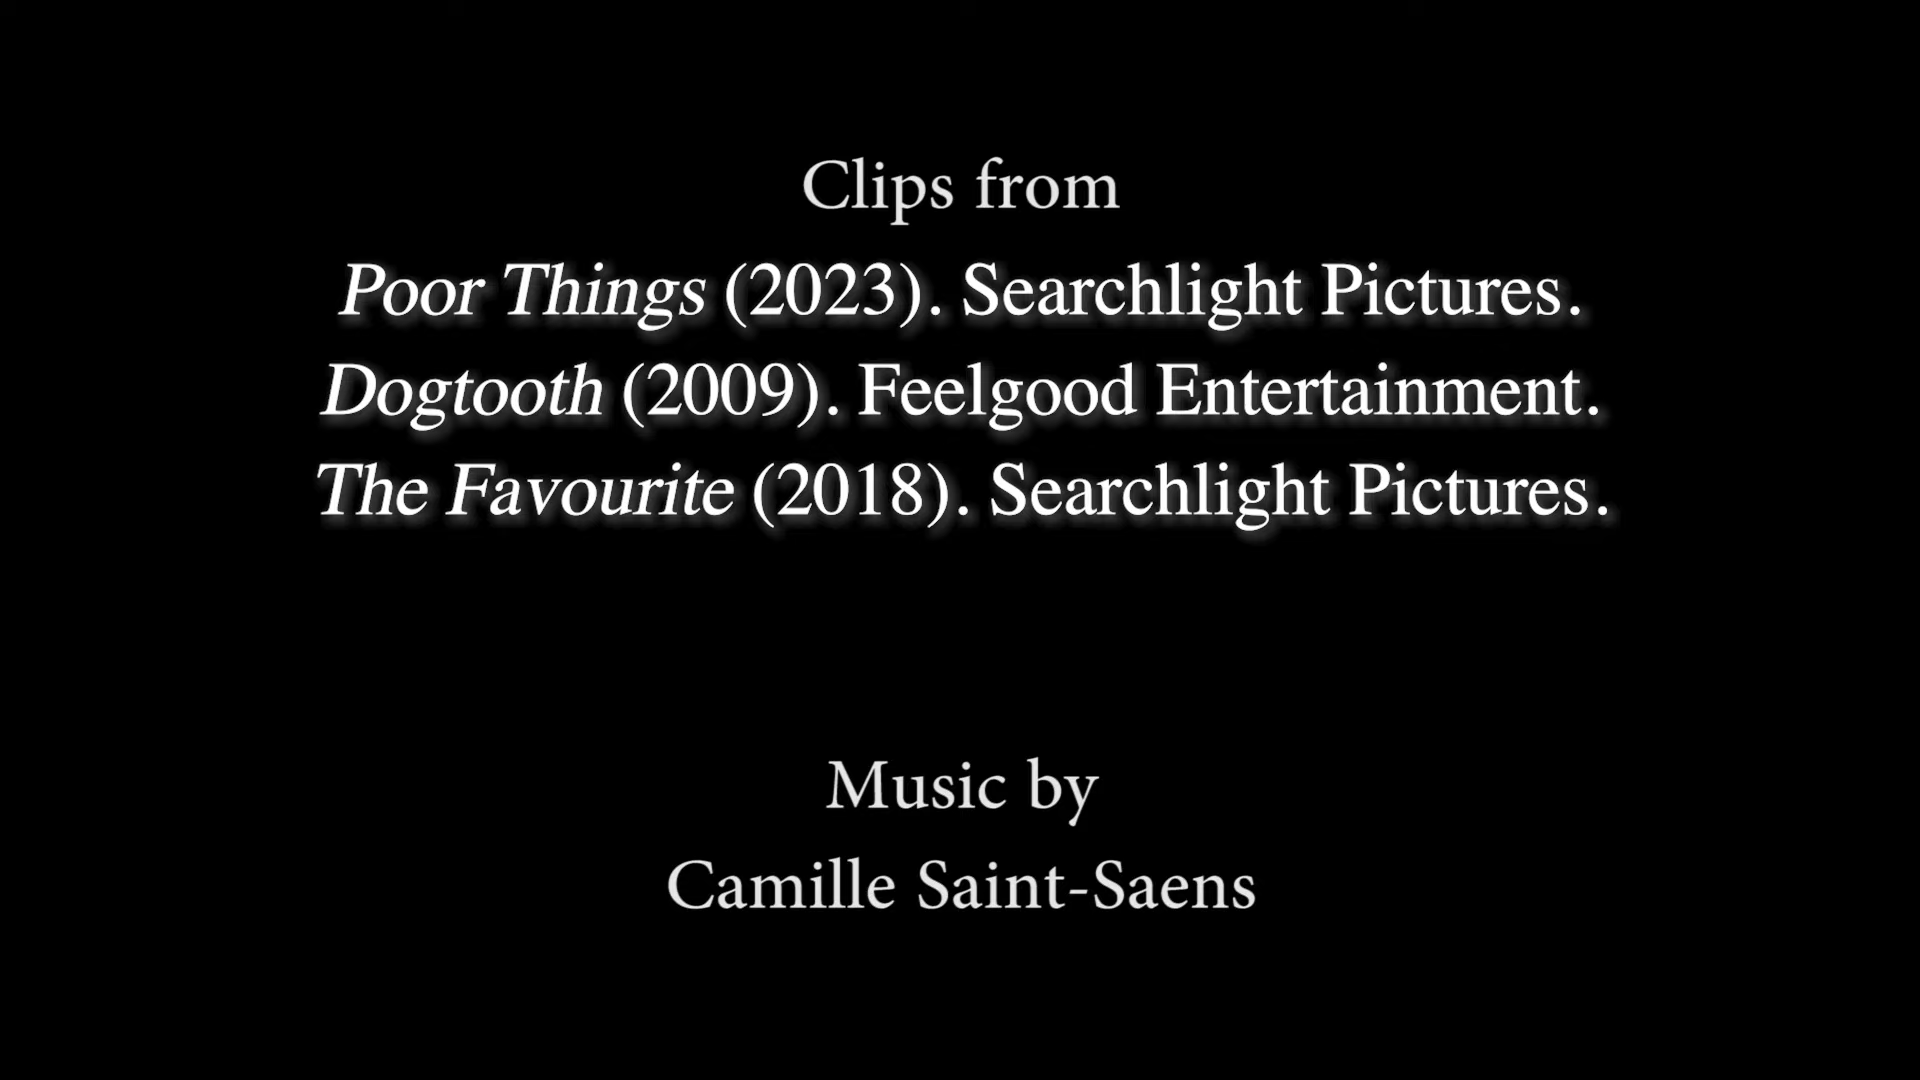 Clips from
Poor Things (2023). Searchlight Pictures.
Dogtooth (2009). Feelgood Entertainment.
The Favourite (2018). Searchlight Pictures.
Music by
Camille Saint-Saens